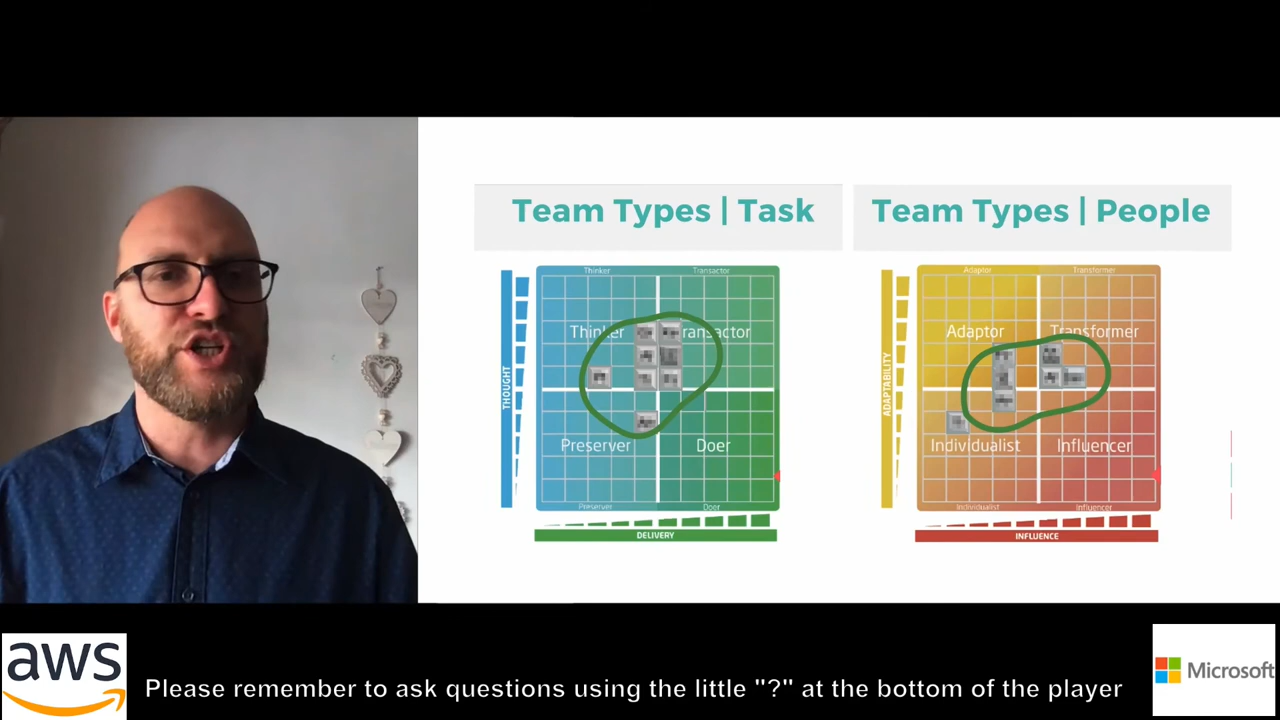 Team Types | Task
Team Types | People
Thinker
Transactor
Thinker
Transactor
Preserver
Doer
Preserver
Doer
THOUGHT
DELIVERY
Adaptor
Transformer
Adaptor
Transformer
Individualist
Influencer
Individualist
Influencer
ADAPTABILITY
INFLUENCE
aws
Please remember to ask questions using the little "?" at the bottom of the player
Microsoft